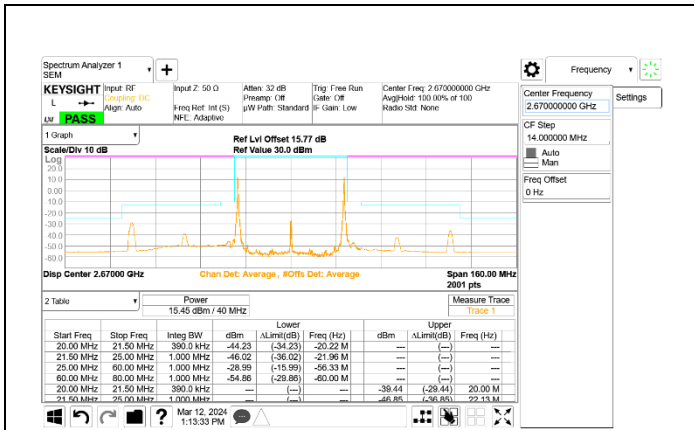 Spectrum Analyzer 1
SEM
Frequency
KEYSIGHT
L
LM
PASS
Input: RF
Coupling: DC
Align: Auto
Input Z: 50 Ω
Freq Ref: Int (S)
NFE: Adaptive
Atten: 32 dB
Preamp: Off
µW Path: Standard
Trig: Free Run
Gate: Off
IF Gain: Low
Center Freq: 2.670000000 GHz
Avg|Hold: 100.00% of 100
Radio Std: None
Center Frequency
2.670000000 GHz
Settings
CF Step
14.000000 MHz
Auto
Man
Freq Offset
0 Hz
1 Graph
Scale/Div 10 dB
Ref Lvl Offset 15.77 dB
Ref Value 30.0 dBm
Log
20.0
10.0
0.00
-10.0
-20.0
-30.0
-40.0
-50.0
-60.0
Disp Center 2.67000 GHz
Chan Det: Average , #Offs Det: Average
Span 160.00 MHz
2001 pts
2 Table
Power
15.45 dBm / 40 MHz
Measure Trace
Trace 1
Lower Upper
Start Freq Stop Freq Integ BW dBm ΔLimit(dB) Freq (Hz) dBm ΔLimit(dB) Freq (Hz)
20.00 MHz 21.50 MHz 390.0 kHz -44.23 (-34.23) -20.22 M --- (---) ---
21.50 MHz 25.00 MHz 1.000 MHz -46.02 (-36.02) -21.96 M --- (---) ---
25.00 MHz 60.00 MHz 1.000 MHz -28.99 (-15.99) -56.33 M --- (---) ---
60.00 MHz 80.00 MHz 1.000 MHz -54.86 (-29.86) -60.00 M --- (---) ---
20.00 MHz 21.50 MHz 390.0 kHz --- (---) --- -39.44 (-29.44) 20.00 M
21.50 MHz 25.00 MHz 1.000 MHz --- (---) --- -46.85 (-36.85) 22.13 M
?
Mar 12, 2024
1:13:33 PM